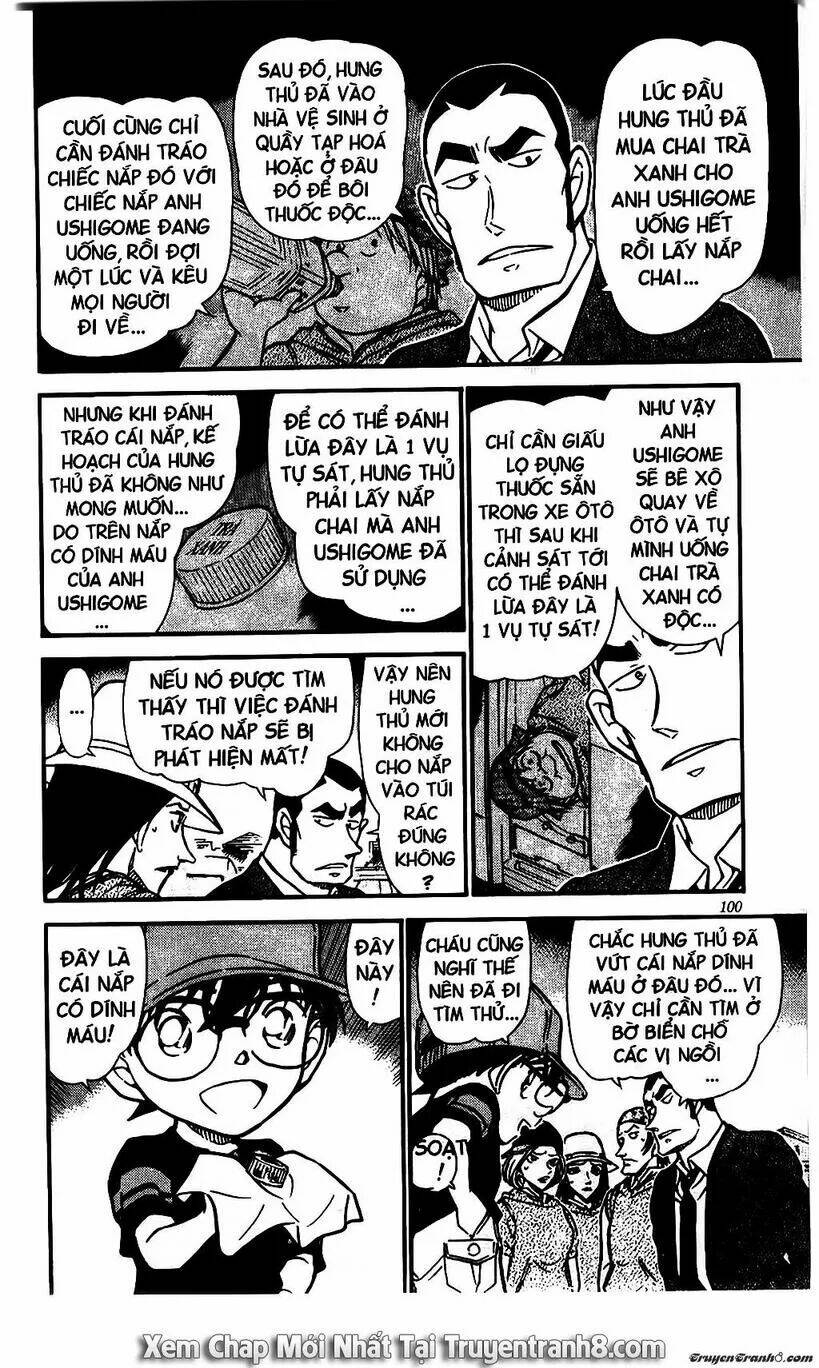 LÚC ĐẦU
HUNG THỦ ĐÃ
MUA CHAI TRÀ
XANH CHO
ANH USHIGOME
UỐNG HẾT
RỒI LẤY NẮP
CHAI...
SAU ĐÓ, HUNG
THỦ ĐÃ VÀO
NHÀ VỆ SINH Ở
QUẦY TẠP HOÁ
HOẶC Ở ĐÂU
ĐÓ ĐỂ BÔI
THUỐC ĐỘC...
CUỐI CÙNG CHỈ
CẦN ĐÁNH TRÁO
CHIẾC NẮP ĐÓ VỚI
CHIẾC NẮP ANH
USHIGOME ĐANG
UỐNG, RỒI ĐỢI
MỘT LÚC VÀ KÊU
MỌI NGƯỜI
ĐI VỀ...
NHƯ VẬY
ANH
USHIGOME
SẼ BÊ XÔ
QUAY VỀ
ÔTÔ VÀ TỰ
MÌNH UỐNG
CHAI TRÀ
XANH CÓ
ĐỘC...
CHỈ CẦN GIẤU
LỌ ĐỰNG
THUỐC SẴN
TRONG XE ÔTÔ
THÌ SAU KHI
CẢNH SÁT TỚI
CÓ THỂ ĐÁNH
LỪA ĐÂY LÀ
1 VỤ TỰ SÁT!
ĐỂ CÓ THỂ ĐÁNH
LỪA ĐÂY LÀ 1 VỤ
TỰ SÁT, HUNG THỦ
PHẢI LẤY NẮP
CHAI MÀ ANH
USHIGOME ĐÃ
SỬ DỤNG
...
NHƯNG KHI ĐÁNH
TRÁO CÁI NẮP, KẾ
HOẠCH CỦA HUNG
THỦ ĐÃ KHÔNG NHƯ
MONG MUỐN...
DO TRÊN NẮP
CÓ DÍNH MÁU
CỦA ANH
USHIGOME
...
TRÀ
XANH
VẬY NÊN
HUNG
THỦ MỚI
KHÔNG
CHO NẮP
VÀO TÚI
RÁC
ĐÚNG
KHÔNG
?
NẾU NÓ ĐƯỢC TÌM
THẤY THÌ VIỆC ĐÁNH
TRÁO NẮP SẼ BỊ
PHÁT HIỆN MẤT!
...
100
CHẮC HUNG THỦ ĐÃ
VỨT CÁI NẮP DÍNH
MÁU Ở ĐÂU ĐÓ... VÌ
VẬY CHỈ CẦN TÌM Ở
BỜ BIỂN CHỖ
CÁC VỊ NGỒI
...
CHÁU CŨNG
NGHĨ THẾ
NÊN ĐÃ ĐI
TÌM THỬ...
SOẠT
!
ĐÂY
NÀY
!
ĐÂY LÀ
CÁI NẮP
CÓ DÍNH
MÁU!
Xem Chap Mới Nhất Tại Truyentranh8.com
TruyenTranh8.com